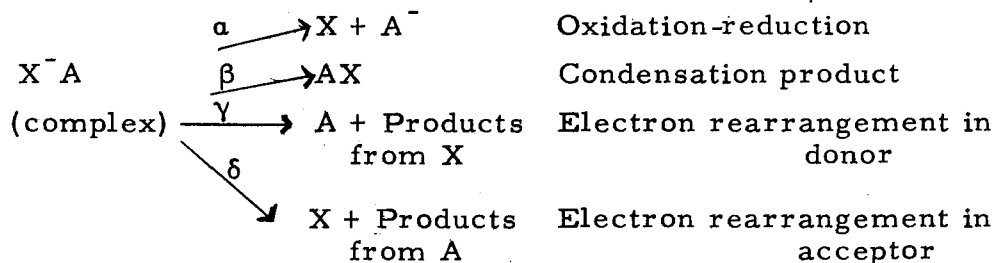 α X + A⁻ Oxidation-reduction
X⁻A β AX Condensation product
(complex) γ A + Products Electron rearrangement in
from X donor
δ
X + Products Electron rearrangement in
from A acceptor